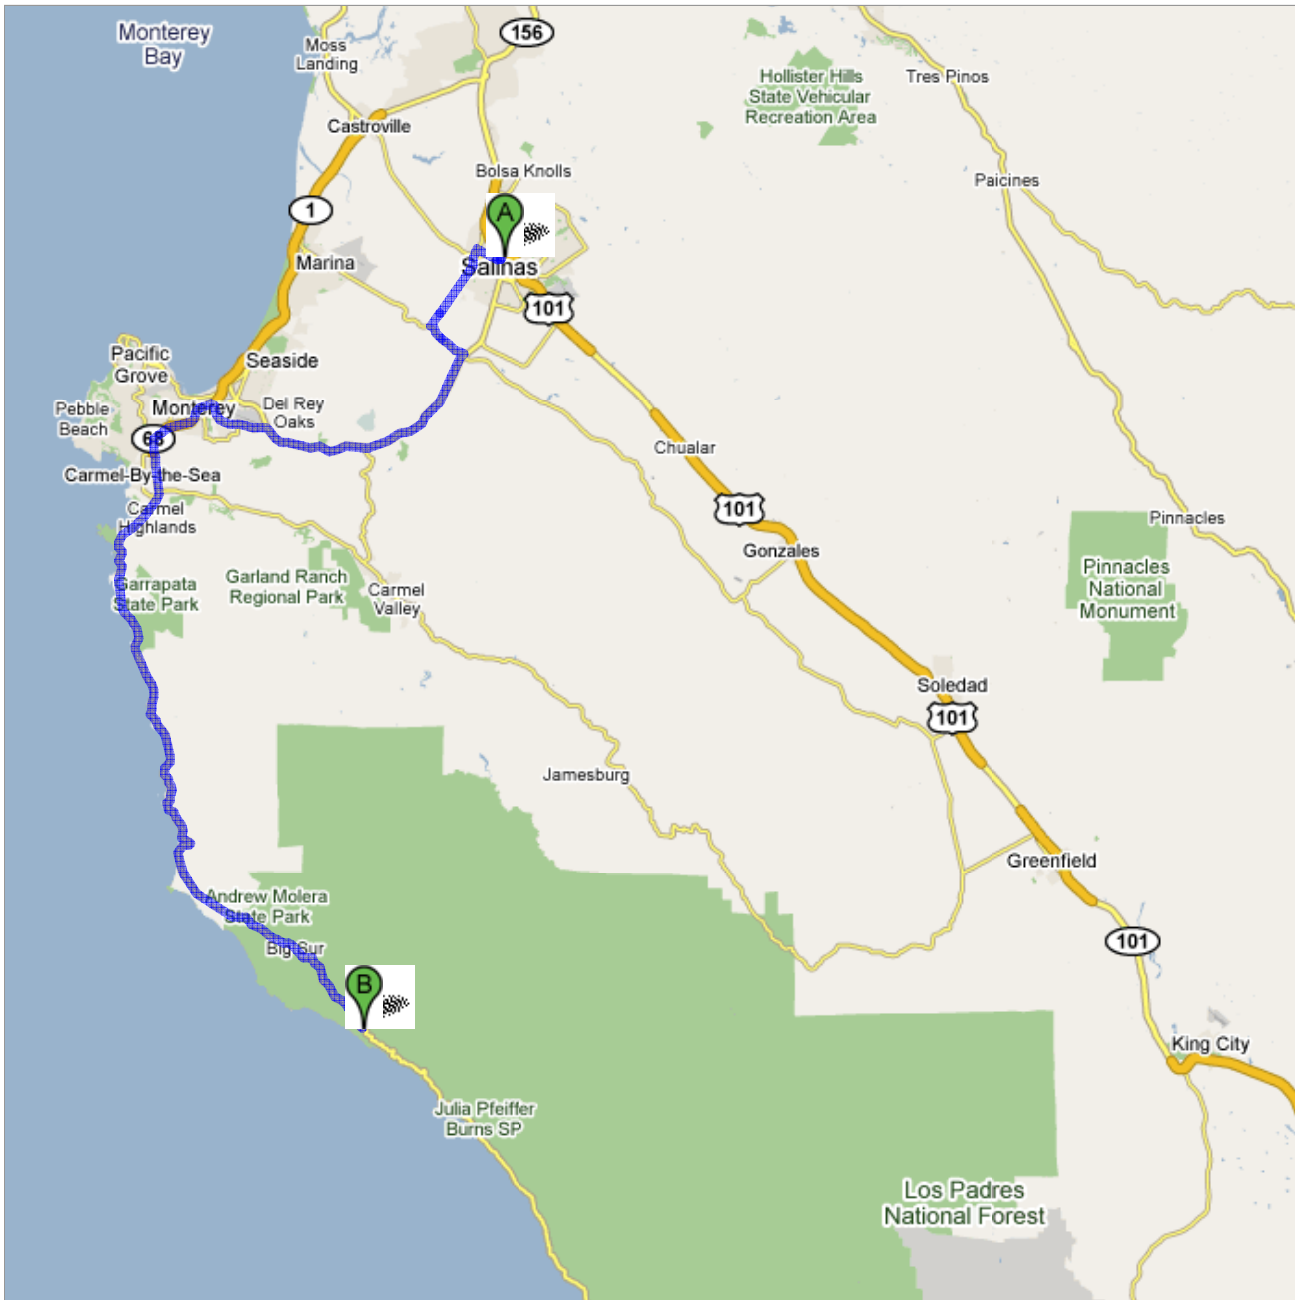 Monterey
Bay
Moss
Landing
156
Hollister Hills
State Vehicular
Recreation Area
Tres Pinos
Castroville
Bolsa Knolls
Paicines
1
A
Marina
Salinas
101
Pacific
Grove
Seaside
Pebble
Beach
Monterey
Del Rey
Oaks
68
Chualar
Carmel-By-the-Sea
Carmel
Highlands
101
Pinnacles
Gonzales
Garrapata
State Park
Garland Ranch
Regional Park
Carmel
Valley
Pinnacles
National
Monument
Soledad
101
Jamesburg
Greenfield
Andrew Molera
State Park
Big Sur
101
B
King City
Julia Pfeiffer
Burns SP
Los Padres
National Forest